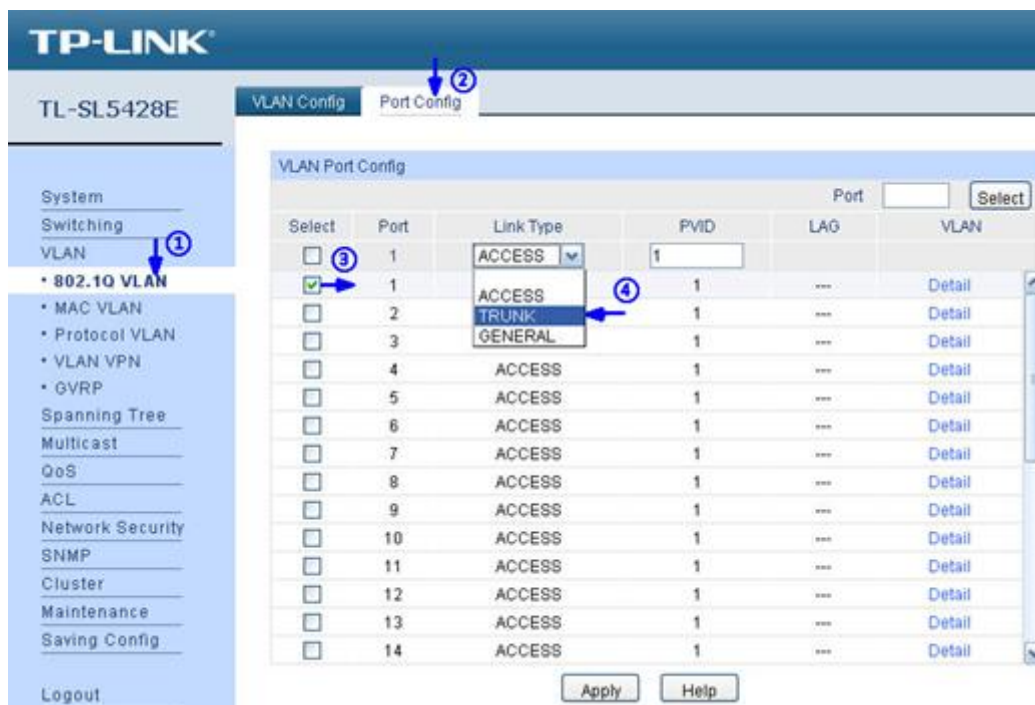 TP-LINK®
TL-SL5428E
VLAN Config Port Config ②
System
Switching
VLAN ①
• 802.1Q VLAN
• MAC VLAN
• Protocol VLAN
• VLAN VPN
• GVRP
Spanning Tree
Multicast
QoS
ACL
Network Security
SNMP
Cluster
Maintenance
Saving Config
Logout
VLAN Port Config
Port Select
Select Port Link Type PVID LAG VLAN
1 ACCESS 1
③ 1 1 --- Detail
ACCESS
④
2 TRUNK 1 --- Detail
3 GENERAL 1 --- Detail
4 ACCESS 1 --- Detail
5 ACCESS 1 --- Detail
6 ACCESS 1 --- Detail
7 ACCESS 1 --- Detail
8 ACCESS 1 --- Detail
9 ACCESS 1 --- Detail
10 ACCESS 1 --- Detail
11 ACCESS 1 --- Detail
12 ACCESS 1 --- Detail
13 ACCESS 1 --- Detail
14 ACCESS 1 --- Detail
Apply Help